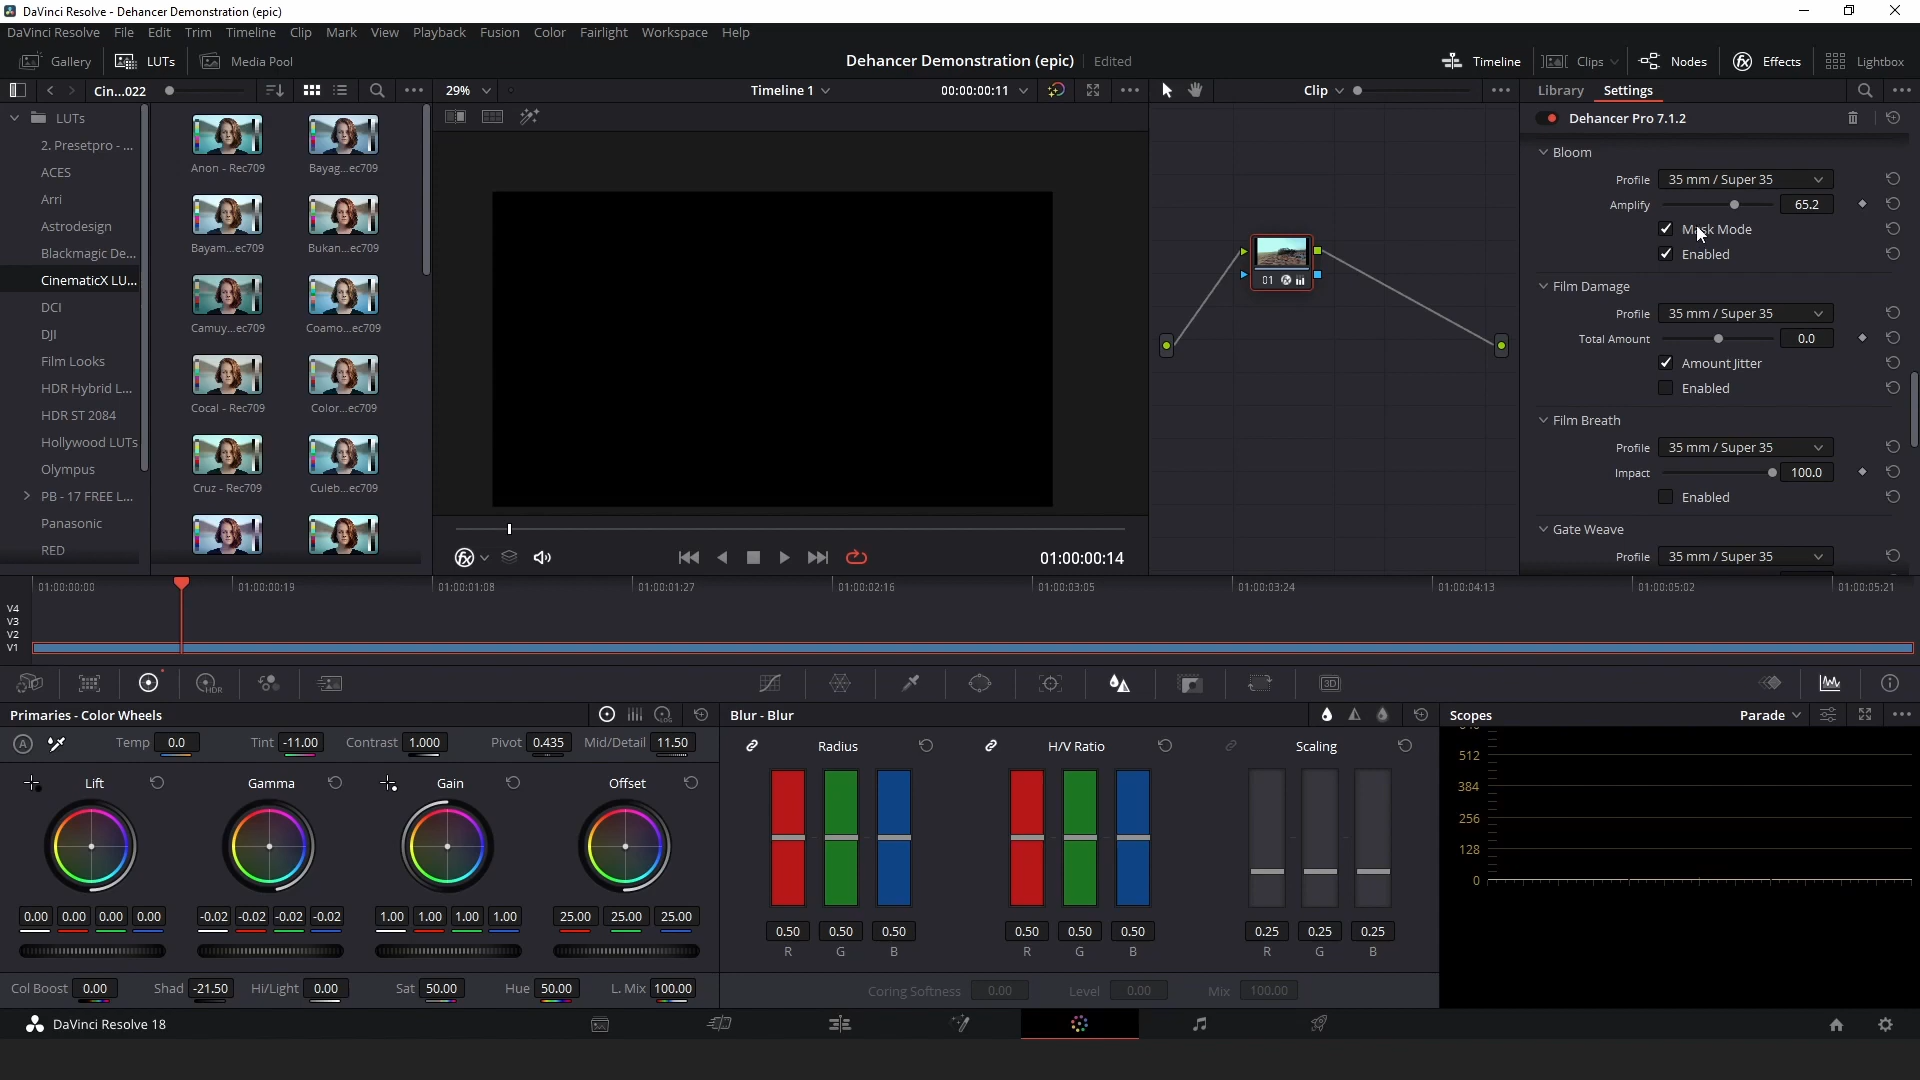 DaVinci Resolve - Dehancer Demonstration (epic)
DaVinci Resolve File Edit Trim Timeline Clip Mark View Playback Fusion Color Fairlight Workspace Help
Gallery LUTs Media Pool Dehancer Demonstration (epic) Edited Timeline Clips Nodes Effects Lightbox
Cin...022 29% Timeline 1 00:00:00:11 Clip Library Settings
LUTs
2. Presetpro - ...
ACES
Arri
Astrodesign
Blackmagic De...
CinematicX LU...
DCI
DJI
Film Looks
HDR Hybrid L...
HDR ST 2084
Hollywood LUTs
Olympus
PB - 17 FREE L...
Panasonic
RED
Anon - Rec709 Bayag...ec709
Bayam...ec709 Bukan...ec709
Camuy...ec709 Coamo...ec709
Cocal - Rec709 Color...ec709
Cruz - Rec709 Culeb...ec709
01:00:00:14
01
Dehancer Pro 7.1.2
Bloom
Profile 35 mm / Super 35
Amplify 65.2
Mask Mode
Enabled
Film Damage
Profile 35 mm / Super 35
Total Amount 0.0
Amount Jitter
Enabled
Film Breath
Profile 35 mm / Super 35
Impact 100.0
Enabled
Gate Weave
Profile 35 mm / Super 35
01:00:00:00 01:00:00:19 01:00:01:08 01:00:01:27 01:00:02:16 01:00:03:05 01:00:03:24 01:00:04:13 01:00:05:02 01:00:05:21
V4
V3
V2
V1
HDR 3D
Primaries - Color Wheels LOG
A Temp 0.0 Tint -11.00 Contrast 1.000 Pivot 0.435 Mid/Detail 11.50
Lift Gamma Gain Offset
0.00 0.00 0.00 0.00 -0.02 -0.02 -0.02 -0.02 1.00 1.00 1.00 1.00 25.00 25.00 25.00
Col Boost 0.00 Shad -21.50 Hi/Light 0.00 Sat 50.00 Hue 50.00 L. Mix 100.00
Blur - Blur
Radius H/V Ratio Scaling
0.50 0.50 0.50 0.50 0.50 0.50 0.25 0.25 0.25
R G B R G B R G B
Coring Softness 0.00 Level 0.00 Mix 100.00
Scopes Parade
512
384
256
128
0
DaVinci Resolve 18